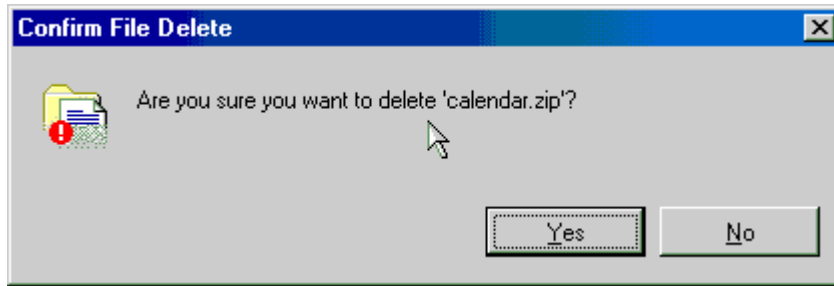 Confirm File Delete
Are you sure you want to delete 'calendar.zip'?
Yes No